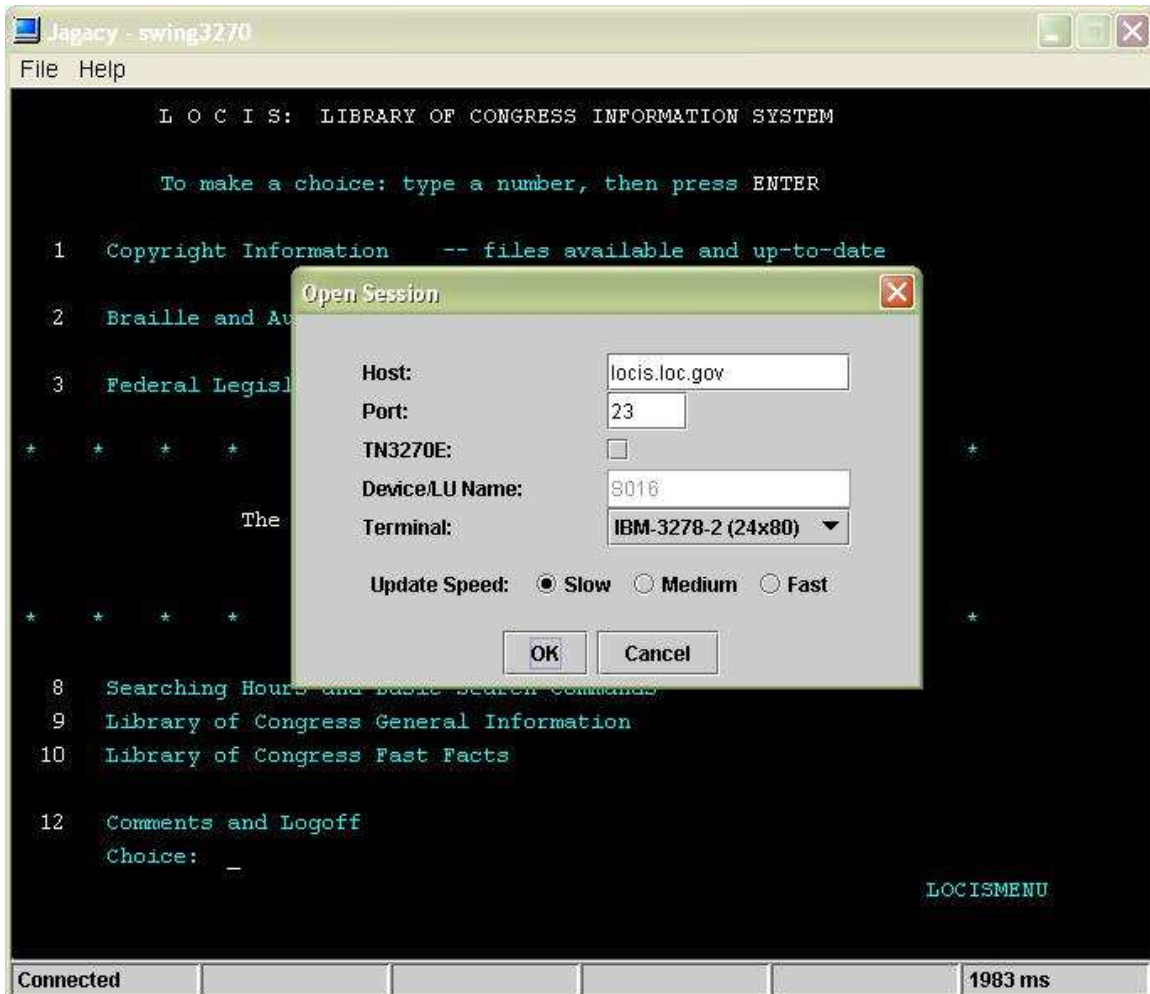 Jagacy - swing3270
File Help
L O C I S: LIBRARY OF CONGRESS INFORMATION SYSTEM
To make a choice: type a number, then press ENTER
1 Copyright Information -- files available and up-to-date
2 Braille and Au
3 Federal Legisl
* * * * *
The
* * * * *
Open Session
Host: locis.loc.gov
Port: 23
TN3270E:
Device/LU Name: S016
Terminal: IBM-3278-2 (24x80)
Update Speed: Slow Medium Fast
OK Cancel
8 Searching Hours and Basic Search Commands
9 Library of Congress General Information
10 Library of Congress Fast Facts
12 Comments and Logoff
Choice: _
LOCISMENU
Connected 1983 ms